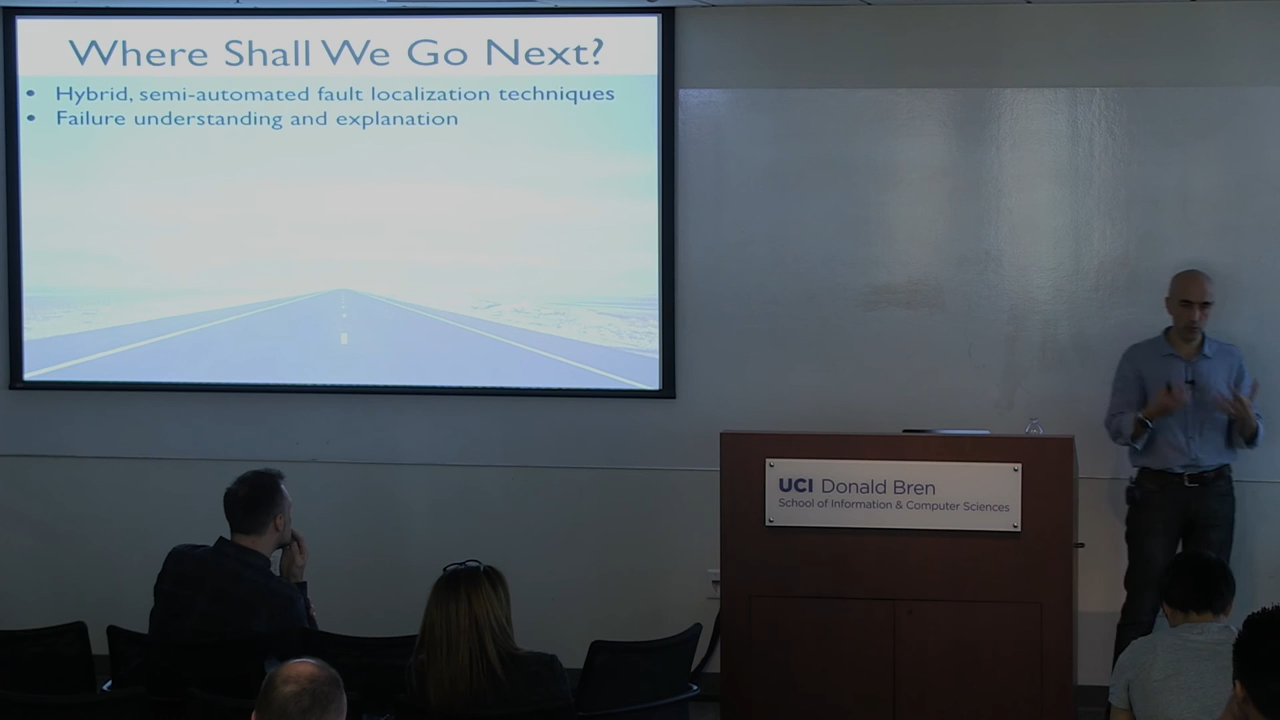 Where Shall We Go Next?
• Hybrid, semi-automated fault localization techniques
• Failure understanding and explanation
UCI Donald Bren
School of Information & Computer Sciences